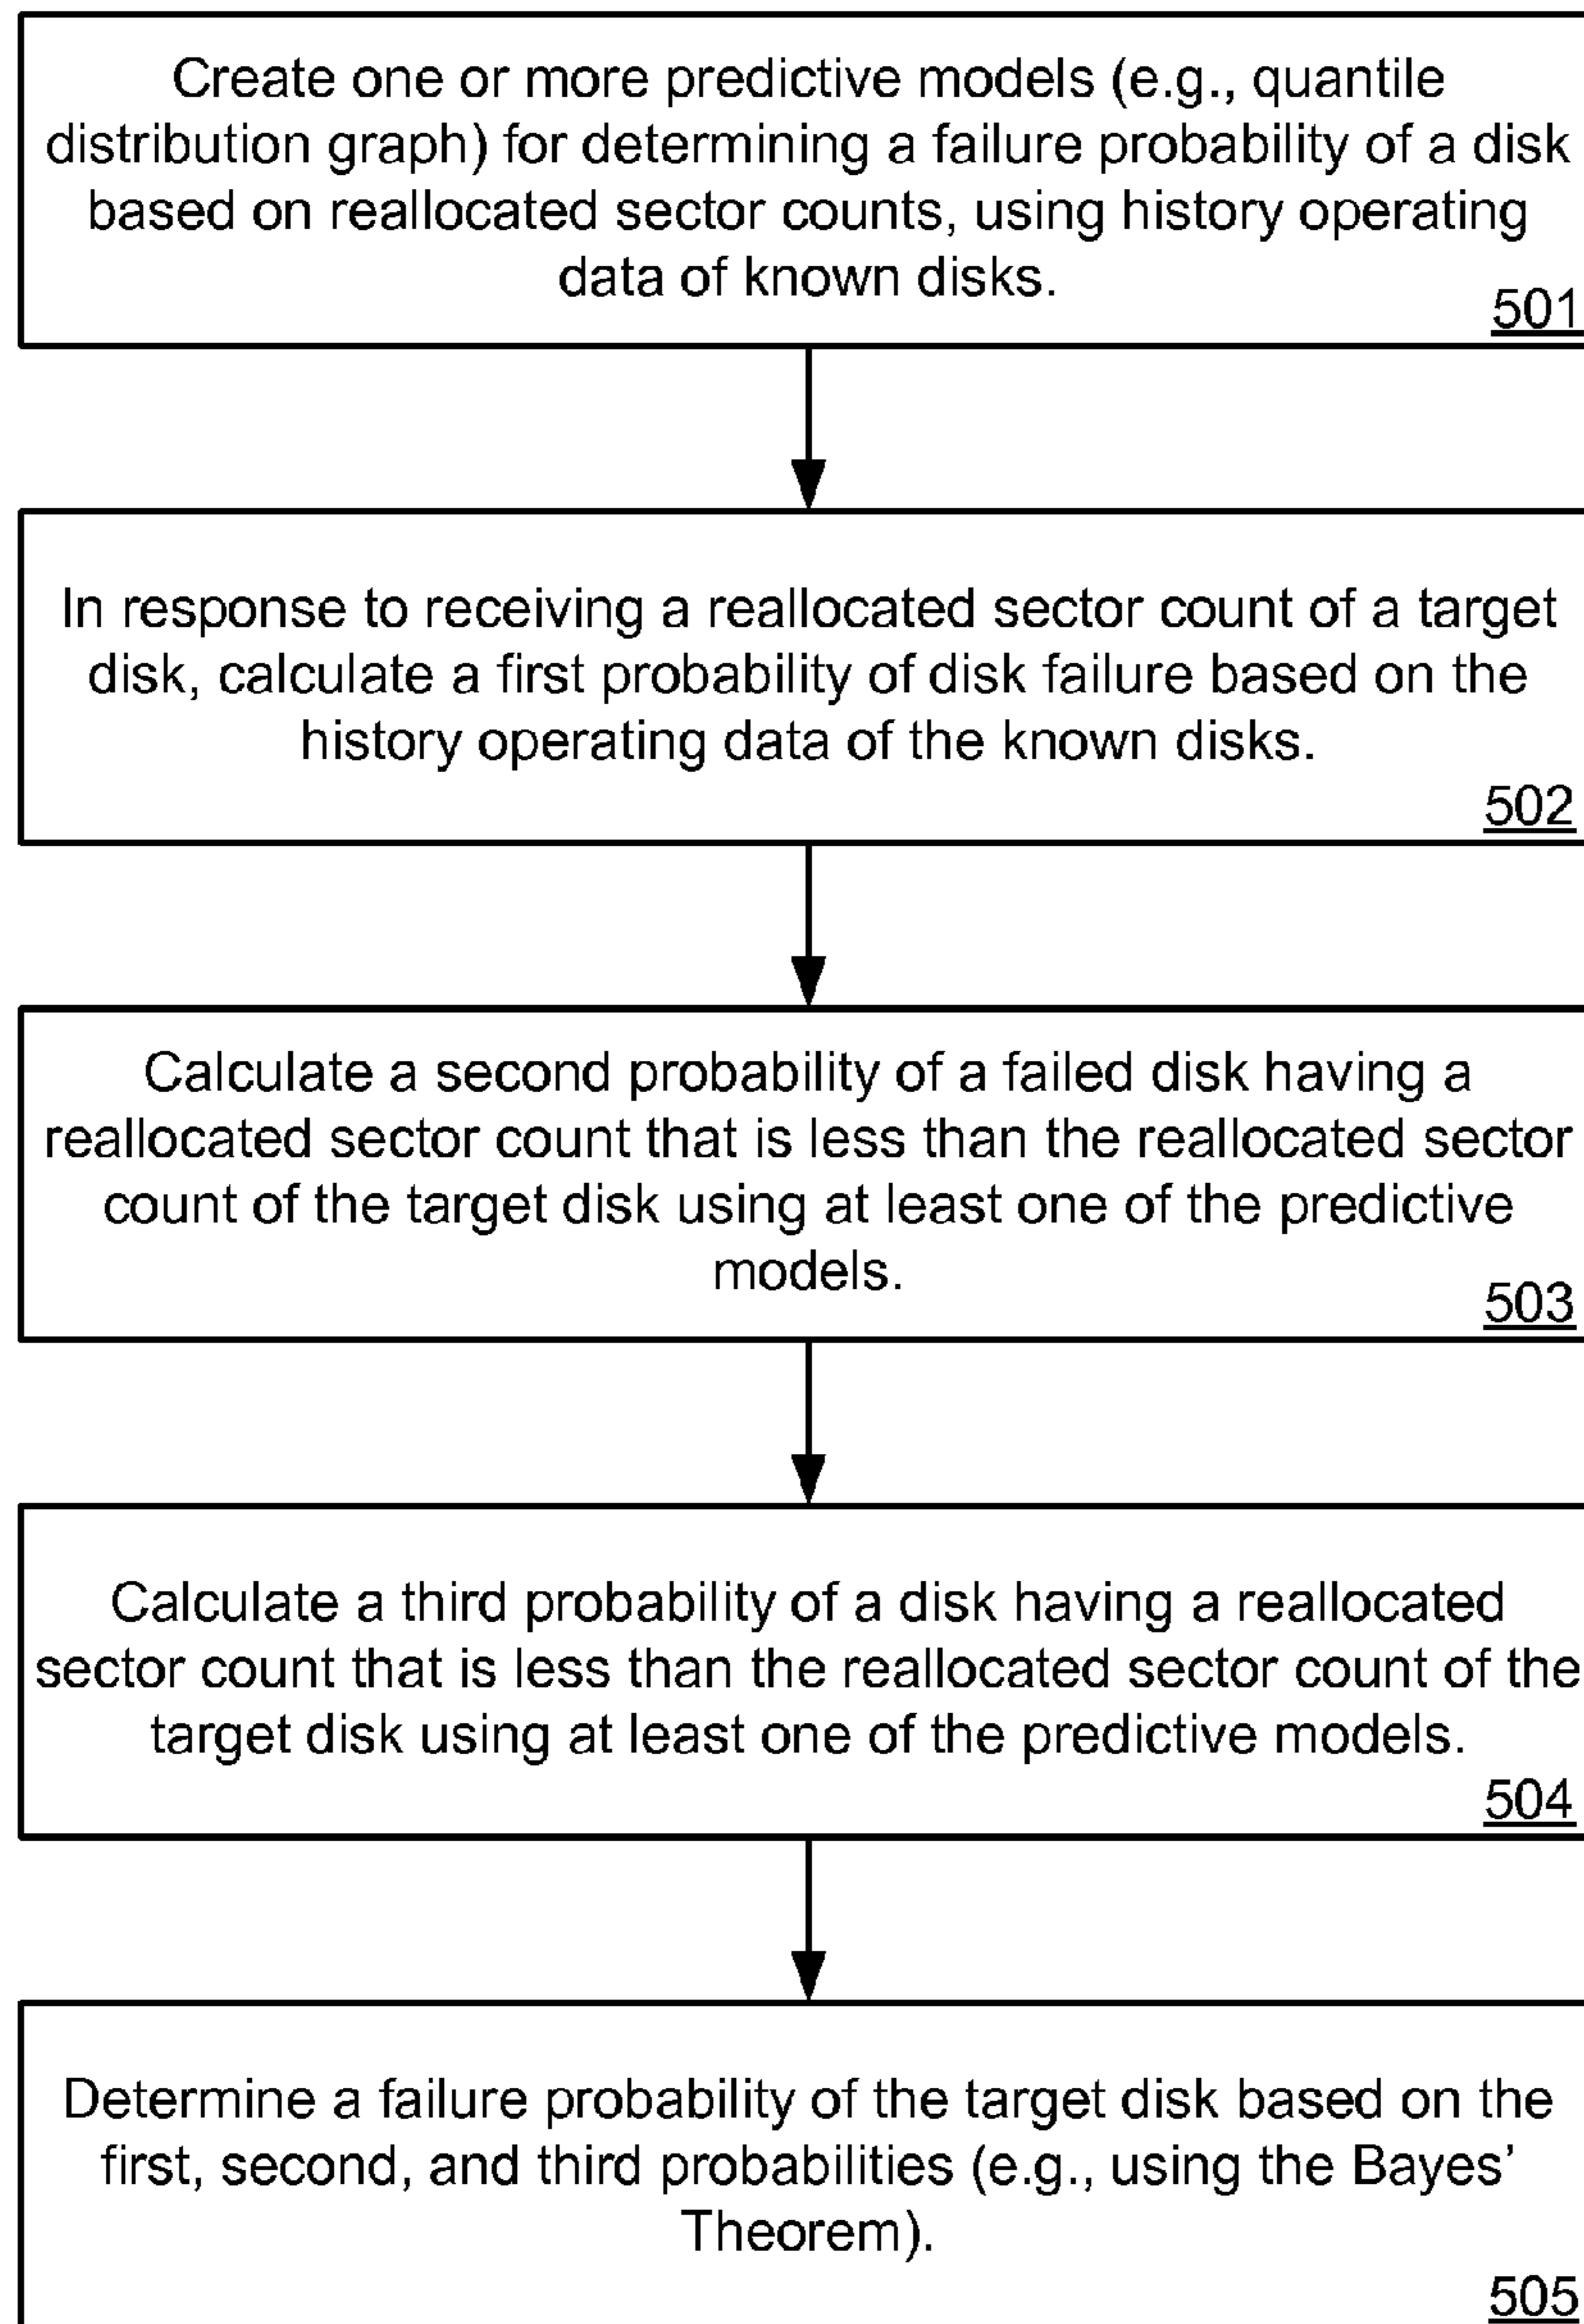 Create one or more predictive models (e.g., quantile
distribution graph) for determining a failure probability of a disk
based on reallocated sector counts, using history operating
data of known disks.
501
In response to receiving a reallocated sector count of a target
disk, calculate a first probability of disk failure based on the
history operating data of the known disks.
502
Calculate a second probability of a failed disk having a
reallocated sector count that is less than the reallocated sector
count of the target disk using at least one of the predictive
models.
503
Calculate a third probability of a disk having a reallocated
sector count that is less than the reallocated sector count of the
target disk using at least one of the predictive models.
504
Determine a failure probability of the target disk based on the
first, second, and third probabilities (e.g., using the Bayes’
Theorem).
505